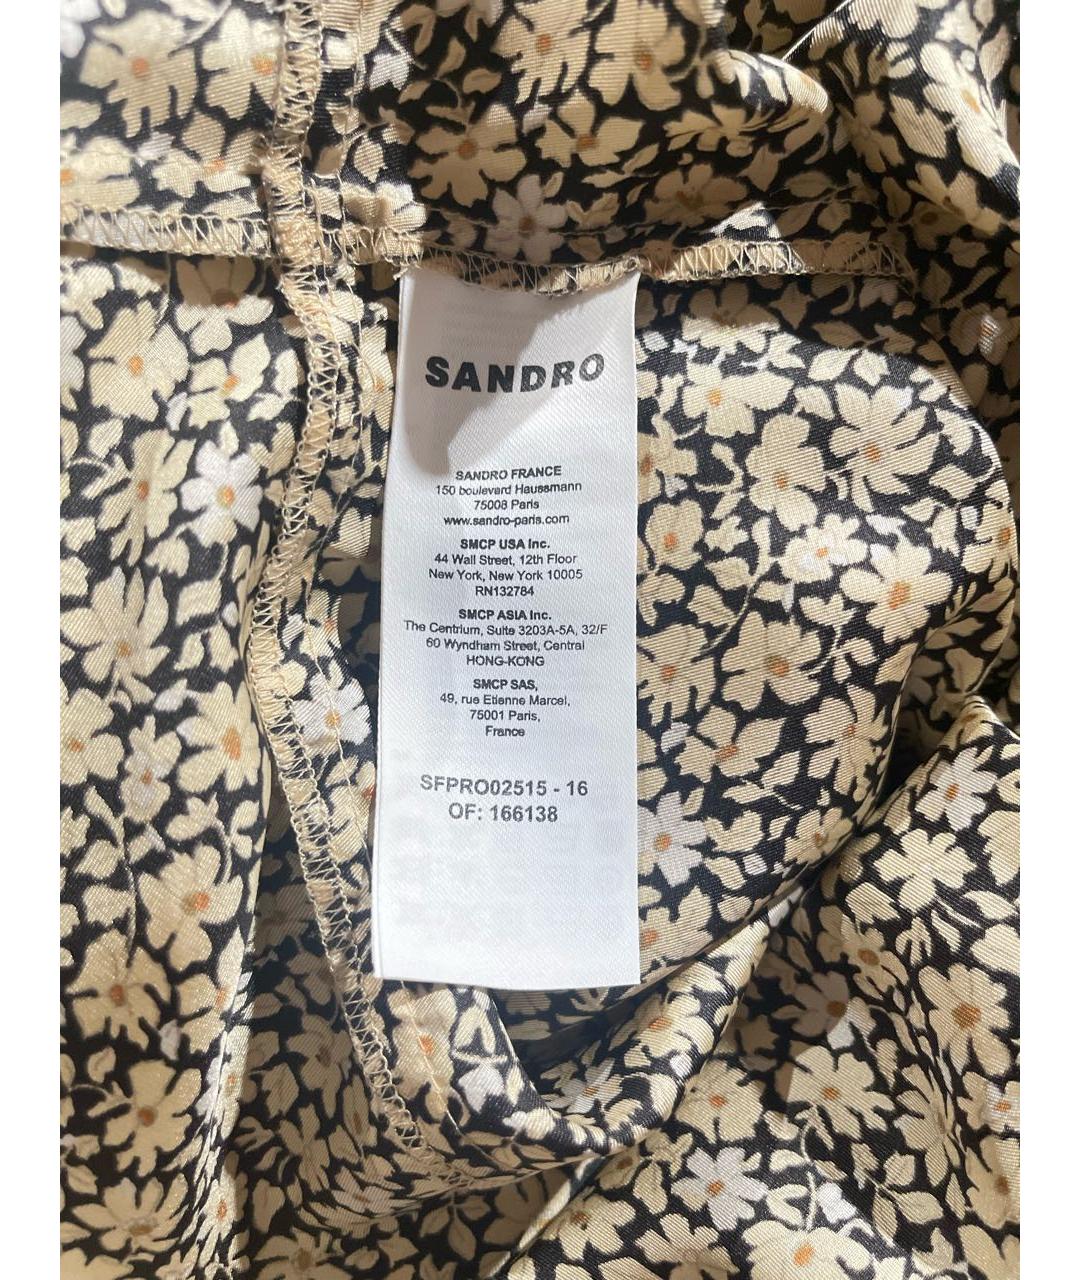 SANDRO
SANDRO FRANCE
150 boulevard Haussmann
75008 Paris
www.sandro-paris.com
SMCP USA Inc.
44 Wall Street, 12th Floor
New York, New York 10005
RN132784
SMCP ASIA Inc.
The Centrium, Suite 3203A-5A, 32/F
60 Wyndham Street, Central
HONG-KONG
SMCP SAS,
49, rue Etienne Marcel,
75001 Paris,
France
SFPRO02515 - 16
OF: 166138